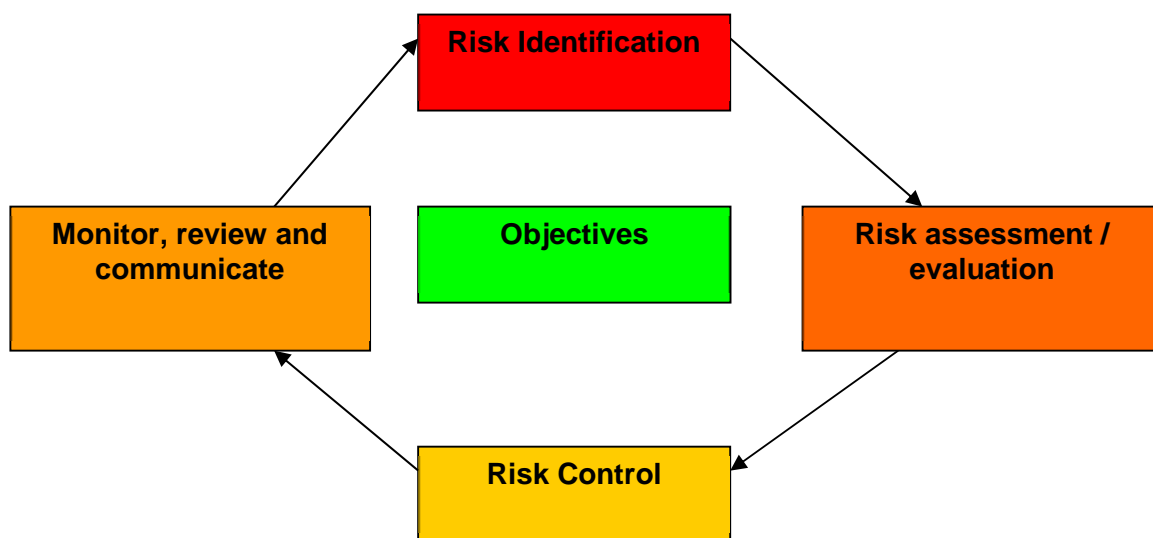 Risk Identification
Monitor, review and
communicate
Objectives
Risk assessment /
evaluation
Risk Control